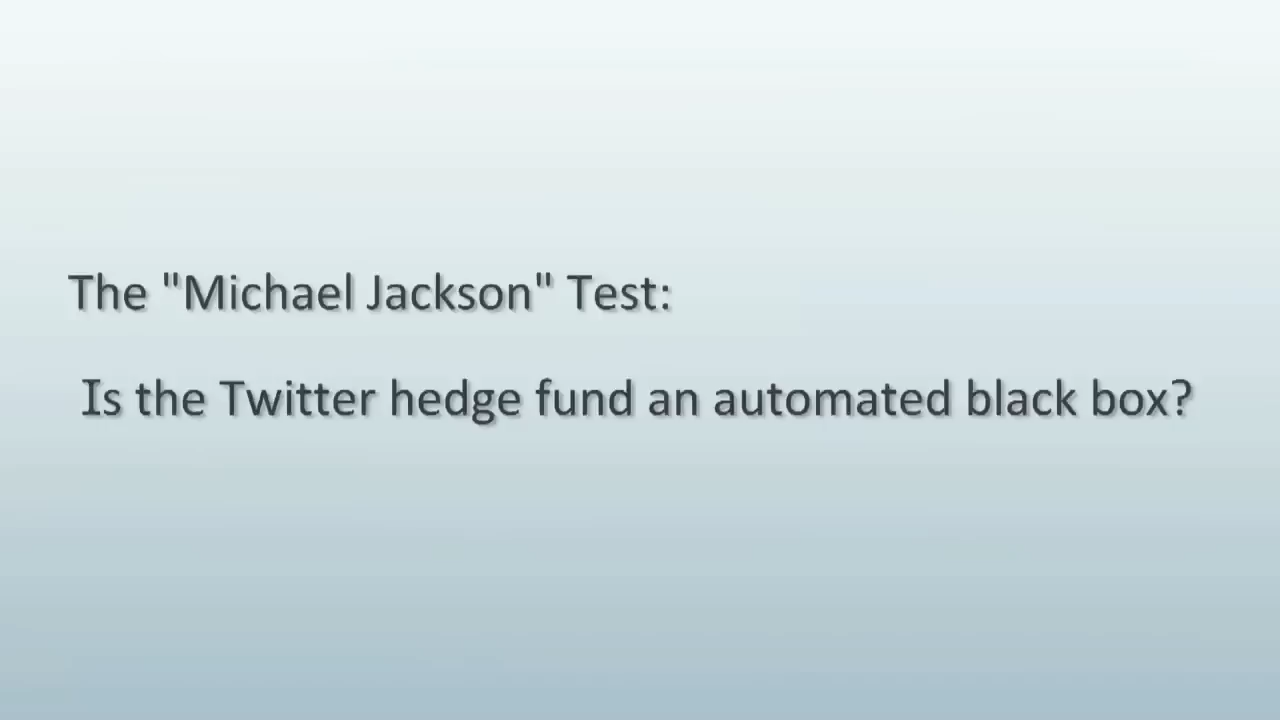 The "Michael Jackson" Test:
Is the Twitter hedge fund an automated black box?